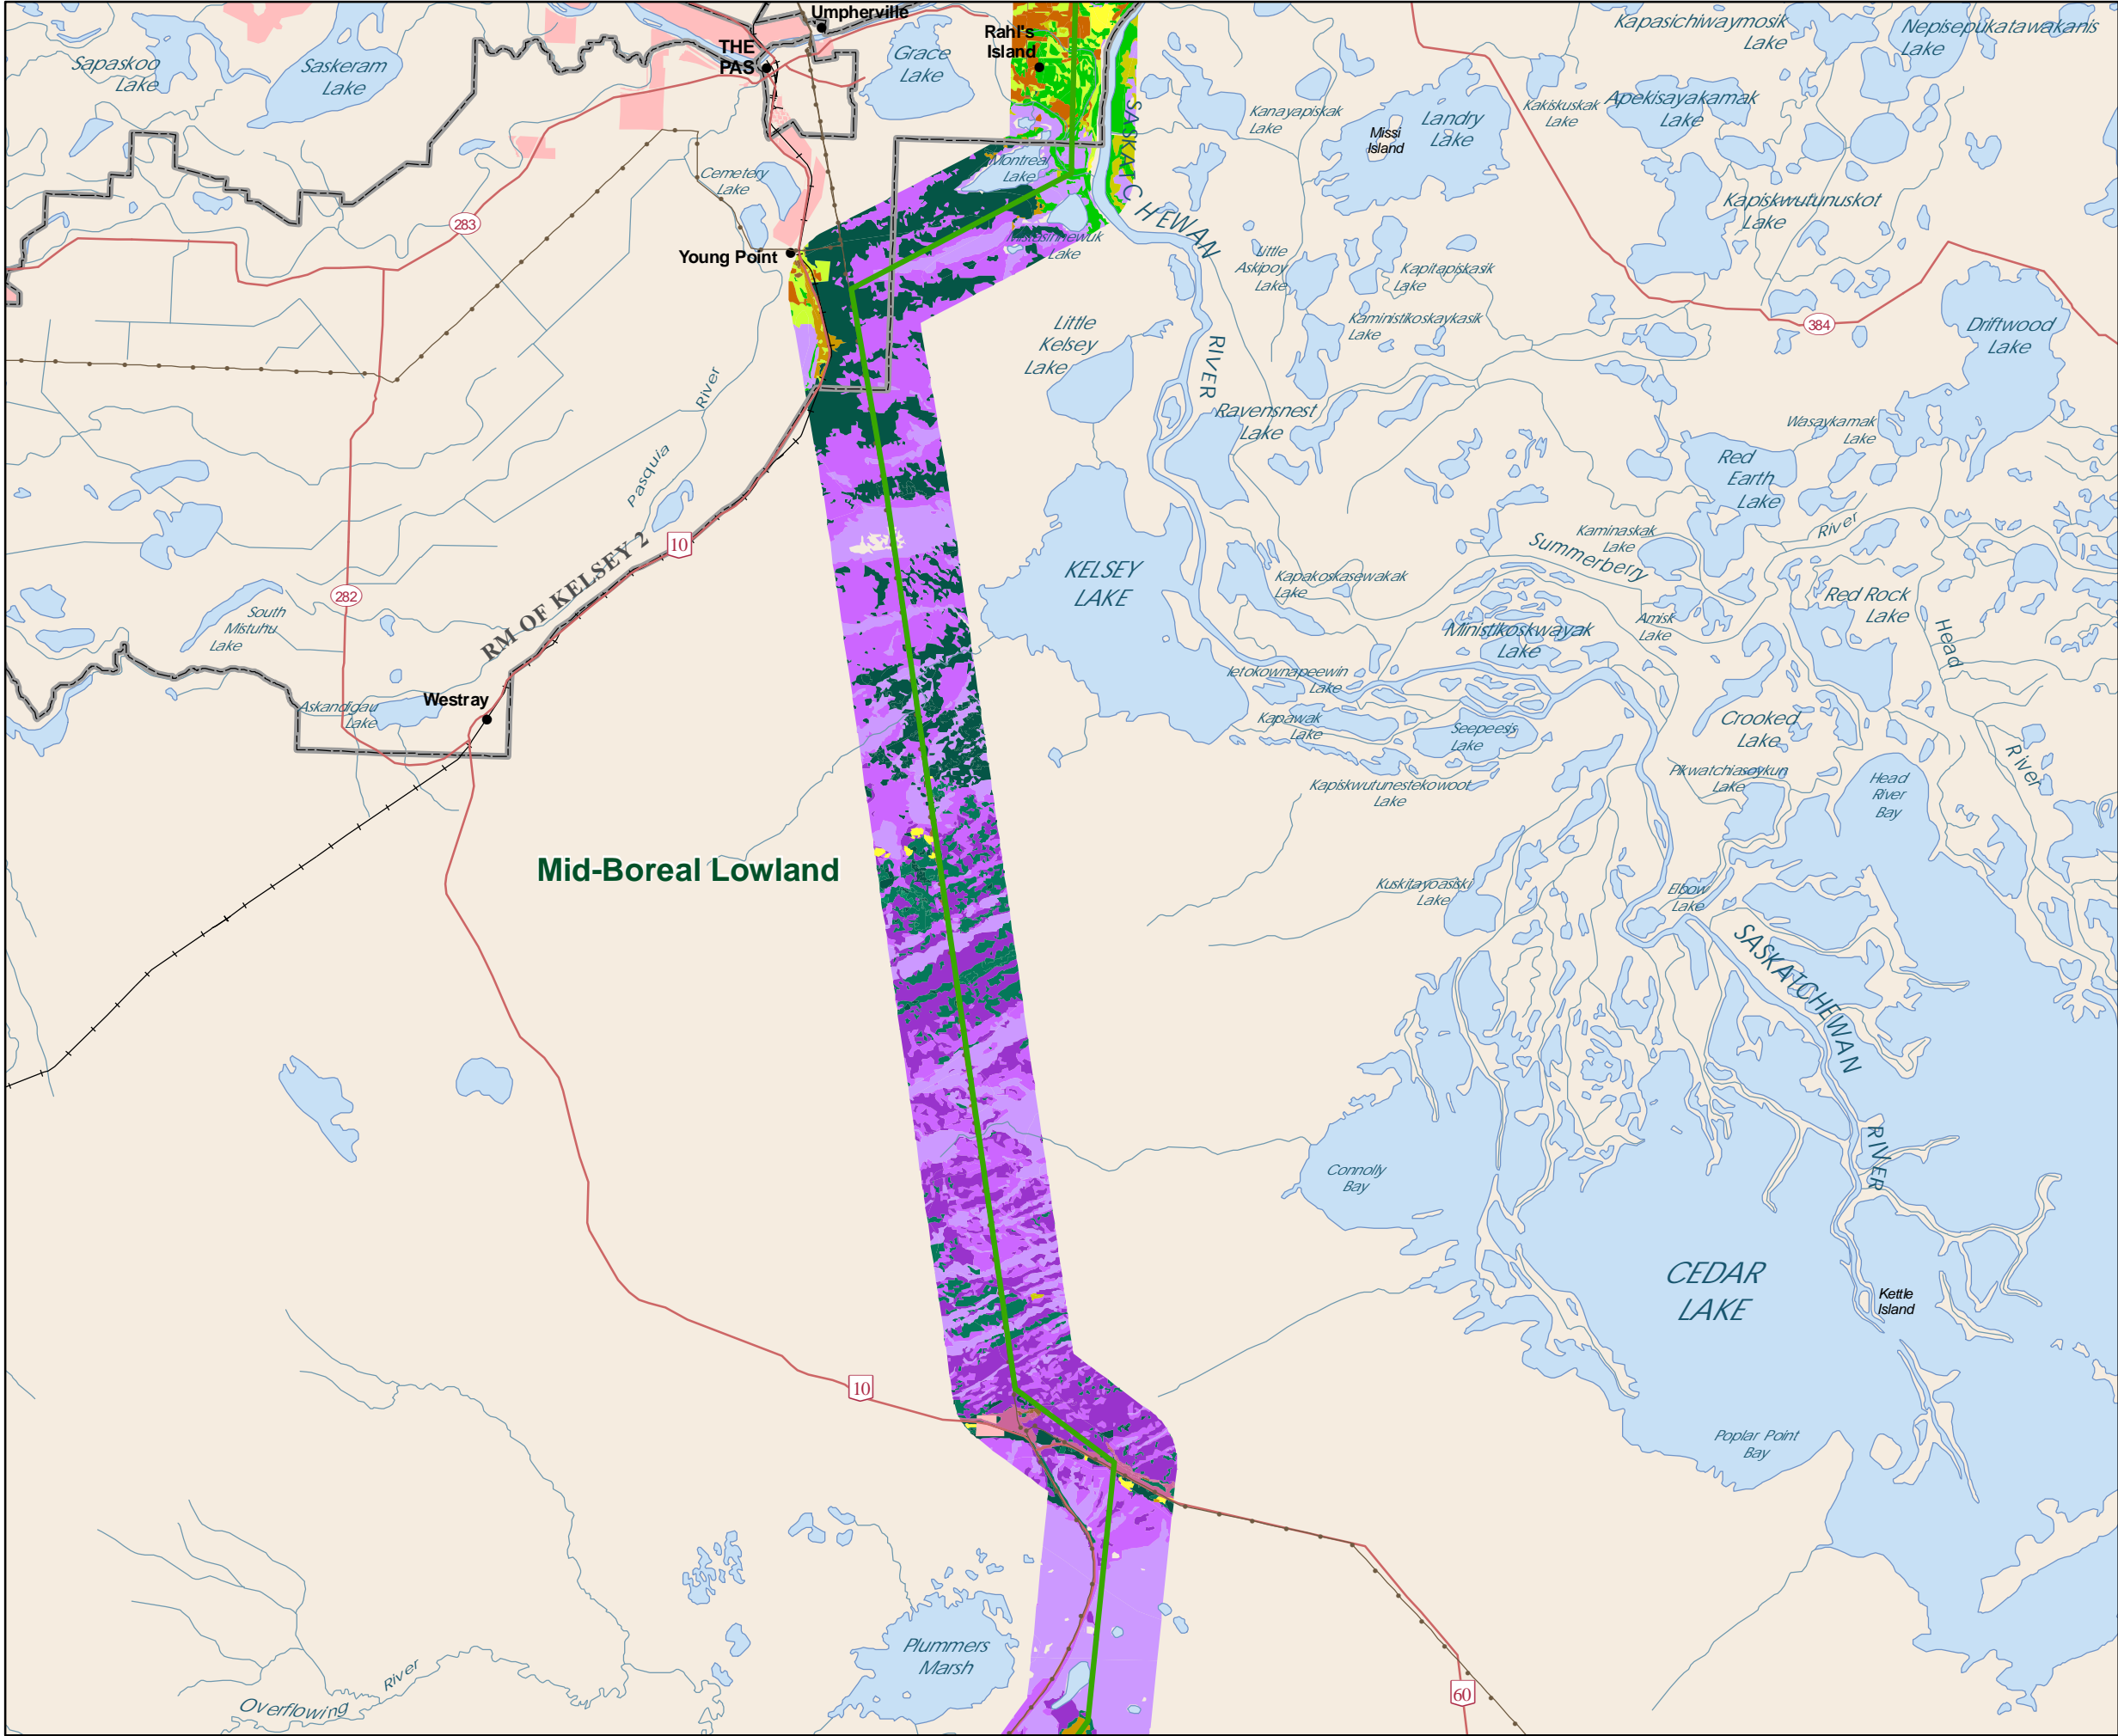 Umpherville
THE
PAS
Sapaskoo
Lake
Saskeram
Lake
Grace
Lake
Rahl's
Island
Kapasichiwaymosik
Lake
Nepisepukatawakanis
Lake
Kanayapiskak
Lake
Missi
Island
Landry
Lake
Kakiskuskak
Lake
Apekisayakamak
Lake
Cemetery
Lake
Montreal
Lake
SASKATCHEWAN
RIVER
Kapiskwutunuskot
Lake
283
Young Point
Lake
Little
Askipoy
Lake
Kapitapiskasik
Lake
Little
Kelsey
Lake
Kaministikoskaykasik
Lake
384
Driftwood
Lake
Pasquia
River
Ravensnest
Lake
Wasaykamak
Lake
Red
Earth
Lake
10
RM OF KELSEY 2
KELSEY
LAKE
Kaminaskak
Lake
River
Summerberry
282
South
Mistuhu
Lake
Kapakoskasewakak
Lake
Red Rock
Lake
Ministikoskwayak
Lake
Amisk
Lake
Head
River
Ietokownapeewin
Lake
Westray
Askandigau
Lake
Kapawak
Lake
Seepeesis
Lake
Crooked
Lake
Pikwatchiasoykun
Lake
Head
River
Bay
Kapiskwutunestekowoot
Lake
Mid-Boreal Lowland
Kuskitayoasiski
Lake
Elbow
Lake
SASKATCHEWAN
RIVER
Connolly
Bay
CEDAR
LAKE
Kettle
Island
10
Poplar Point
Bay
Plummers
Marsh
60
Overflowing
River